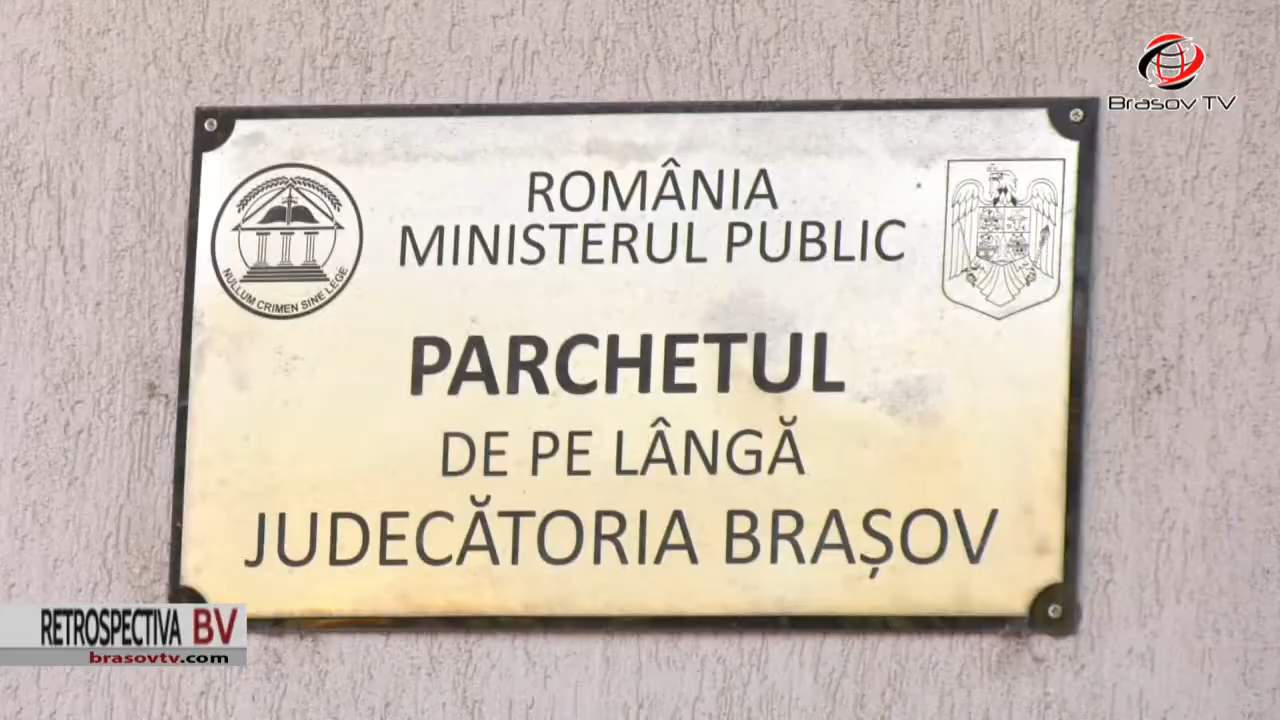 Brasov TV
ROMÂNIA
MINISTERUL PUBLIC
NULLUM CRIMEN SINE LEGE
PARCHETUL
DE PE LÂNGĂ
JUDECĂTORIA BRAȘOV
RETROSPECTIVA BV
brasovtv.com